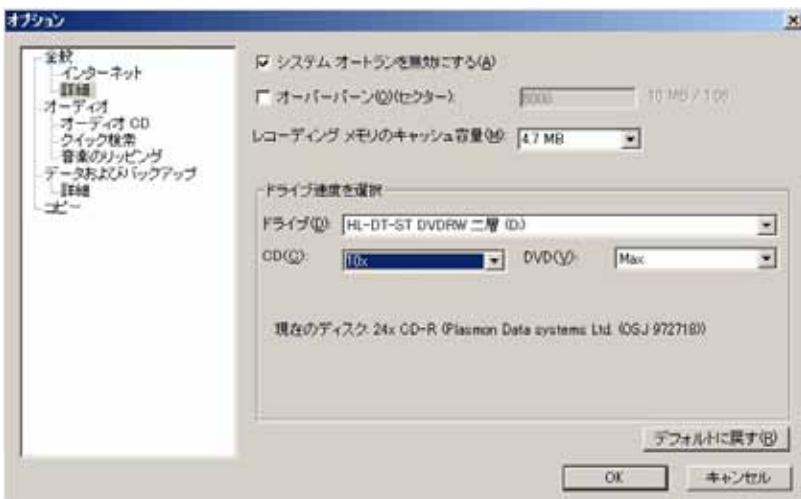 オプション
全般
インターネット
詳細
オーディオ
オーディオ CD
クイック検索
音楽のリッピング
データおよびバックアップ
詳細
コピー
システム オートランを無効にする(A)
オーバーバーン(O)(セクター):
レコーディング メモリのキャッシュ容量(M): 4.7 MB
ドライブ速度を選択
ドライブ(D): HL-DT-ST DVDRW 二層 (D:)
CD(C): 10x DVD(V): Max
現在のディスク: 24x CD-R (Plasmon Data systems Ltd. (OSJ 972718))
デフォルトに戻す(R)
OK キャンセル